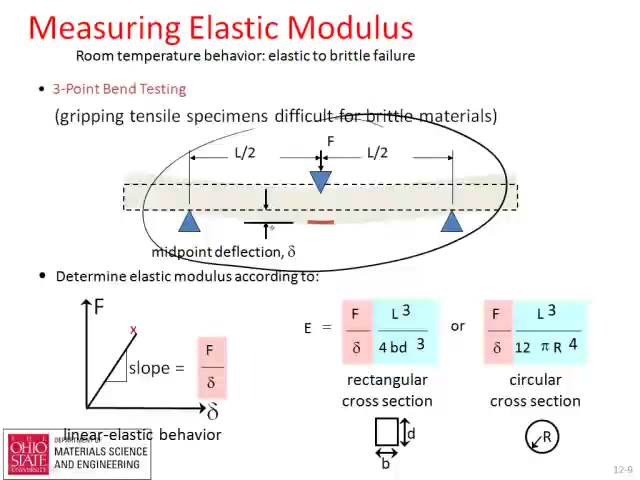 Measuring Elastic Modulus
Room temperature behavior: elastic to brittle failure
• 3-Point Bend Testing
(gripping tensile specimens difficult for brittle materials)
F
L/2
L/2
midpoint deflection, δ
• Determine elastic modulus according to:
F
x
slope = F
δ
δ
linear-elastic behavior
E = F L 3 or F L 3
δ 4 bd 3 δ 12 π R 4
rectangular
cross section
circular
cross section
d
b
R
THE
OHIO
STATE
UNIVERSITY
DEPARTMENT OF
MATERIALS SCIENCE
AND ENGINEERING
12-9